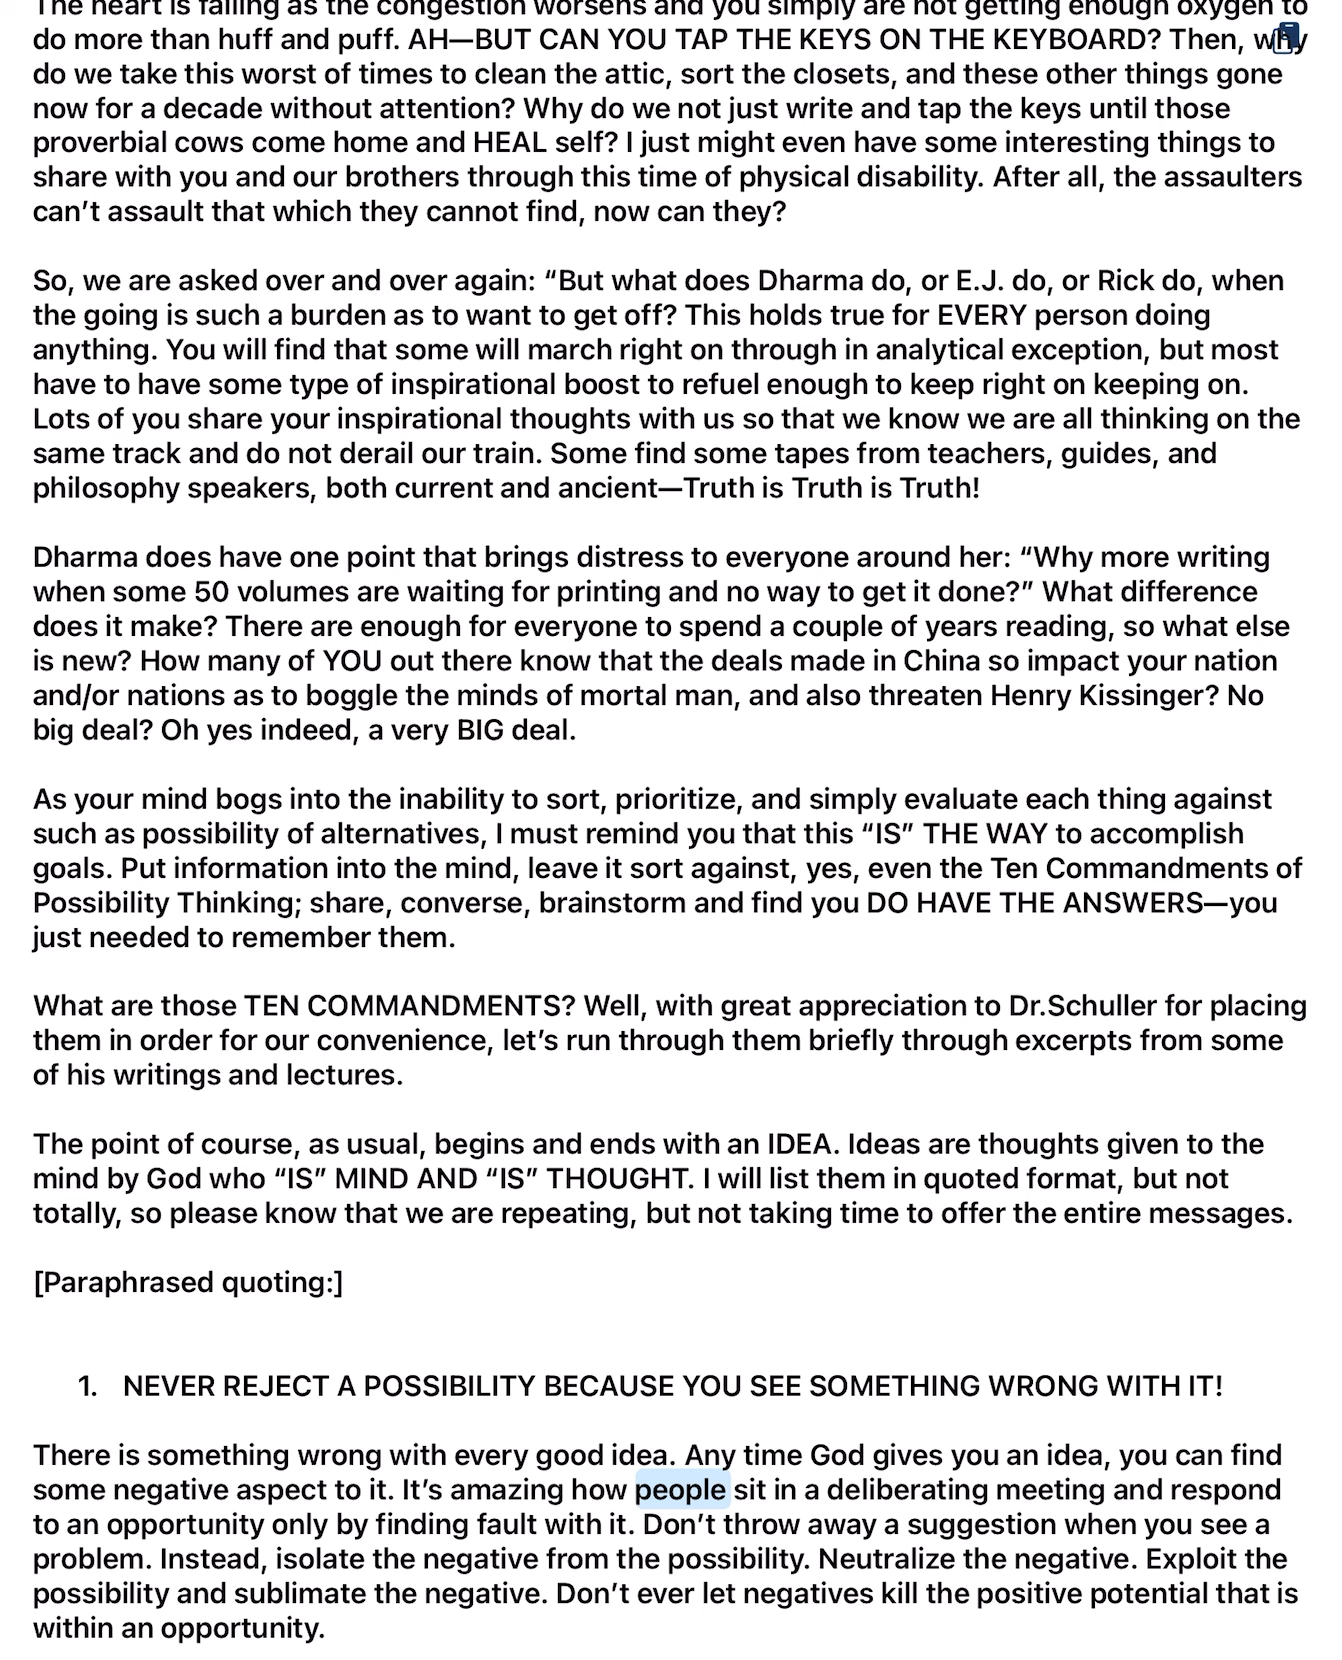 The heart is failing as the congestion worsens and you simply are not getting enough oxygen to
do more than huff and puff. AH—BUT CAN YOU TAP THE KEYS ON THE KEYBOARD? Then, why
do we take this worst of times to clean the attic, sort the closets, and these other things gone
now for a decade without attention? Why do we not just write and tap the keys until those
proverbial cows come home and HEAL self? I just might even have some interesting things to
share with you and our brothers through this time of physical disability. After all, the assaulters
can’t assault that which they cannot find, now can they?
So, we are asked over and over again: “But what does Dharma do, or E.J. do, or Rick do, when
the going is such a burden as to want to get off? This holds true for EVERY person doing
anything. You will find that some will march right on through in analytical exception, but most
have to have some type of inspirational boost to refuel enough to keep right on keeping on.
Lots of you share your inspirational thoughts with us so that we know we are all thinking on the
same track and do not derail our train. Some find some tapes from teachers, guides, and
philosophy speakers, both current and ancient—Truth is Truth is Truth!
Dharma does have one point that brings distress to everyone around her: “Why more writing
when some 50 volumes are waiting for printing and no way to get it done?” What difference
does it make? There are enough for everyone to spend a couple of years reading, so what else
is new? How many of YOU out there know that the deals made in China so impact your nation
and/or nations as to boggle the minds of mortal man, and also threaten Henry Kissinger? No
big deal? Oh yes indeed, a very BIG deal.
As your mind bogs into the inability to sort, prioritize, and simply evaluate each thing against
such as possibility of alternatives, I must remind you that this “IS” THE WAY to accomplish
goals. Put information into the mind, leave it sort against, yes, even the Ten Commandments of
Possibility Thinking; share, converse, brainstorm and find you DO HAVE THE ANSWERS—you
just needed to remember them.
What are those TEN COMMANDMENTS? Well, with great appreciation to Dr.Schuller for placing
them in order for our convenience, let’s run through them briefly through excerpts from some
of his writings and lectures.
The point of course, as usual, begins and ends with an IDEA. Ideas are thoughts given to the
mind by God who “IS” MIND AND “IS” THOUGHT. I will list them in quoted format, but not
totally, so please know that we are repeating, but not taking time to offer the entire messages.
[Paraphrased quoting:]
1. NEVER REJECT A POSSIBILITY BECAUSE YOU SEE SOMETHING WRONG WITH IT!
There is something wrong with every good idea. Any time God gives you an idea, you can find
some negative aspect to it. It’s amazing how people sit in a deliberating meeting and respond
to an opportunity only by finding fault with it. Don’t throw away a suggestion when you see a
problem. Instead, isolate the negative from the possibility. Neutralize the negative. Exploit the
possibility and sublimate the negative. Don’t ever let negatives kill the positive potential that is
within an opportunity.